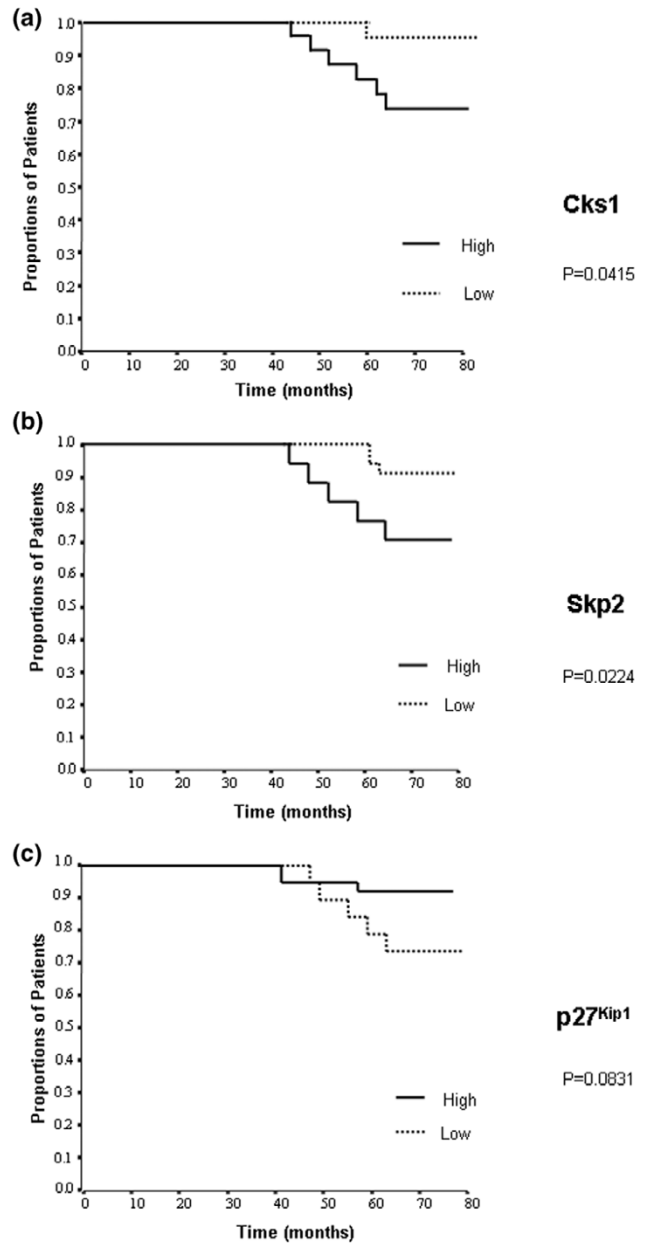 (a)
1.0
0.9
0.8
0.7
0.6
0.5
0.4
0.3
0.2
0.1
0.0
Proportions of Patients
0 10 20 30 40 50 60 70 80
Time (months)
High
Low
Cks1
P=0.0415
(b)
1.0
0.9
0.8
0.7
0.6
0.5
0.4
0.3
0.2
0.1
0.0
Proportions of Patients
0 10 20 30 40 50 60 70 80
Time (months)
High
Low
Skp2
P=0.0224
(c)
1.0
0.9
0.8
0.7
0.6
0.5
0.4
0.3
0.2
0.1
0.0
Proportions of Patients
0 10 20 30 40 50 60 70 80
Time (months)
High
Low
p27Kip1
P=0.0831